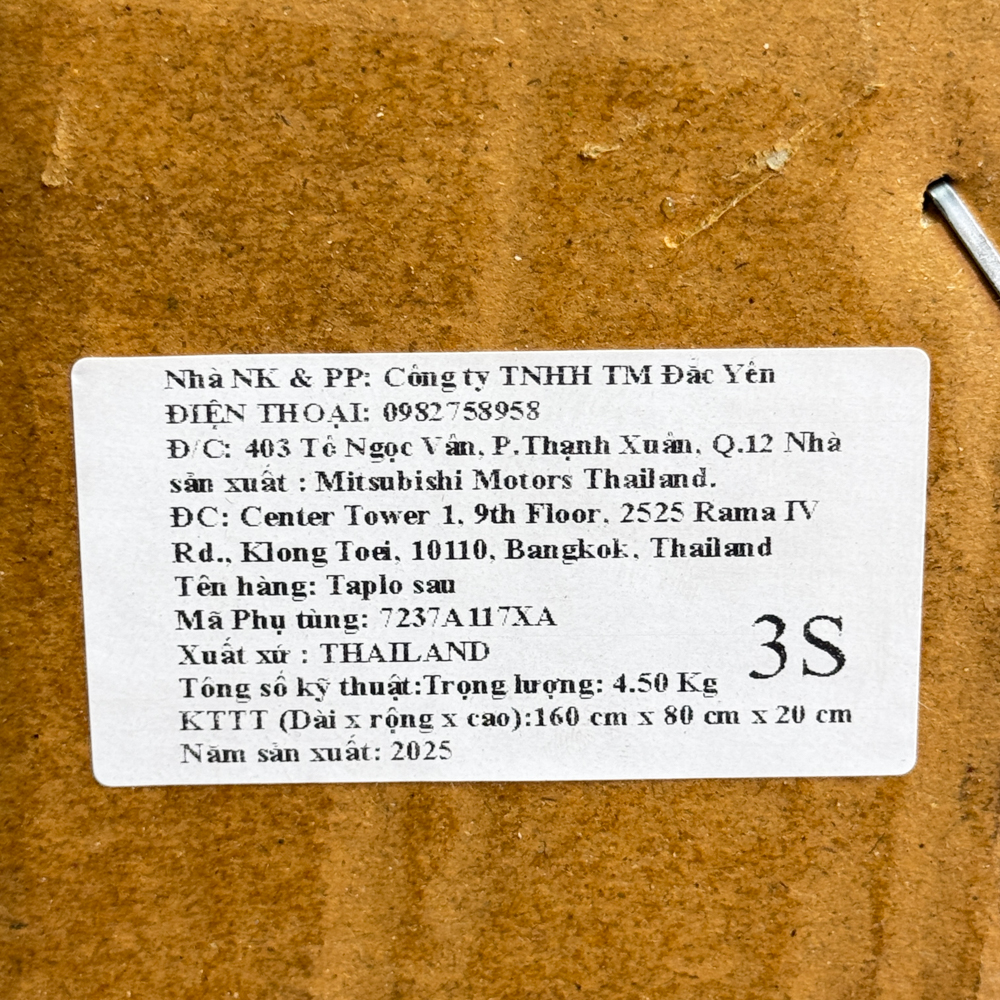 Nhà NK & PP: Công ty TNHH TM Đắc Yến
ĐIỆN THOẠI: 0982758958
Đ/C: 403 Tô Ngọc Vân, P.Thạnh Xuân, Q.12 Nhà
sản xuất : Mitsubishi Motors Thailand.
ĐC: Center Tower 1, 9th Floor, 2525 Rama IV
Rd., Klong Toei, 10110, Bangkok, Thailand
Tên hàng: Taplo sau
Mã Phụ tùng: 7237A117XA
Xuất xứ : THAILAND
3S
Tông số kỹ thuật:Trọng lượng: 4.50 Kg
KTTT (Dài x rộng x cao):160 cm x 80 cm x 20 cm
Năm sản xuất: 2025